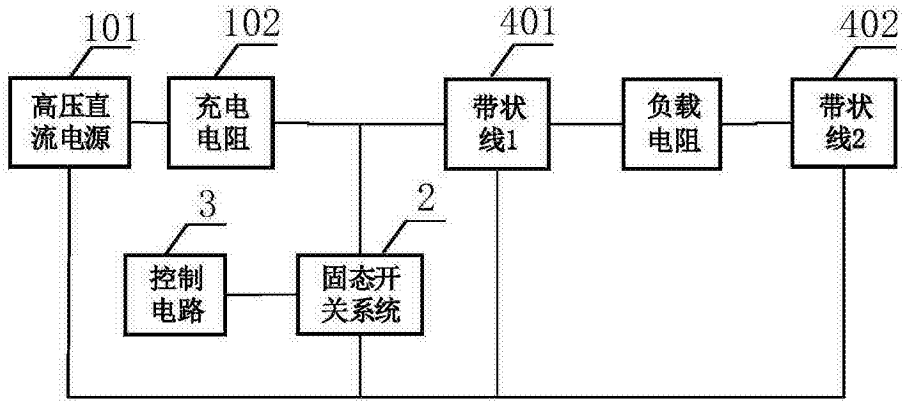 101
102
401
402
高压直
流电源
充电
电阻
带状
线1
负载
电阻
带状
线2
3
2
控制
电路
固态开
关系统